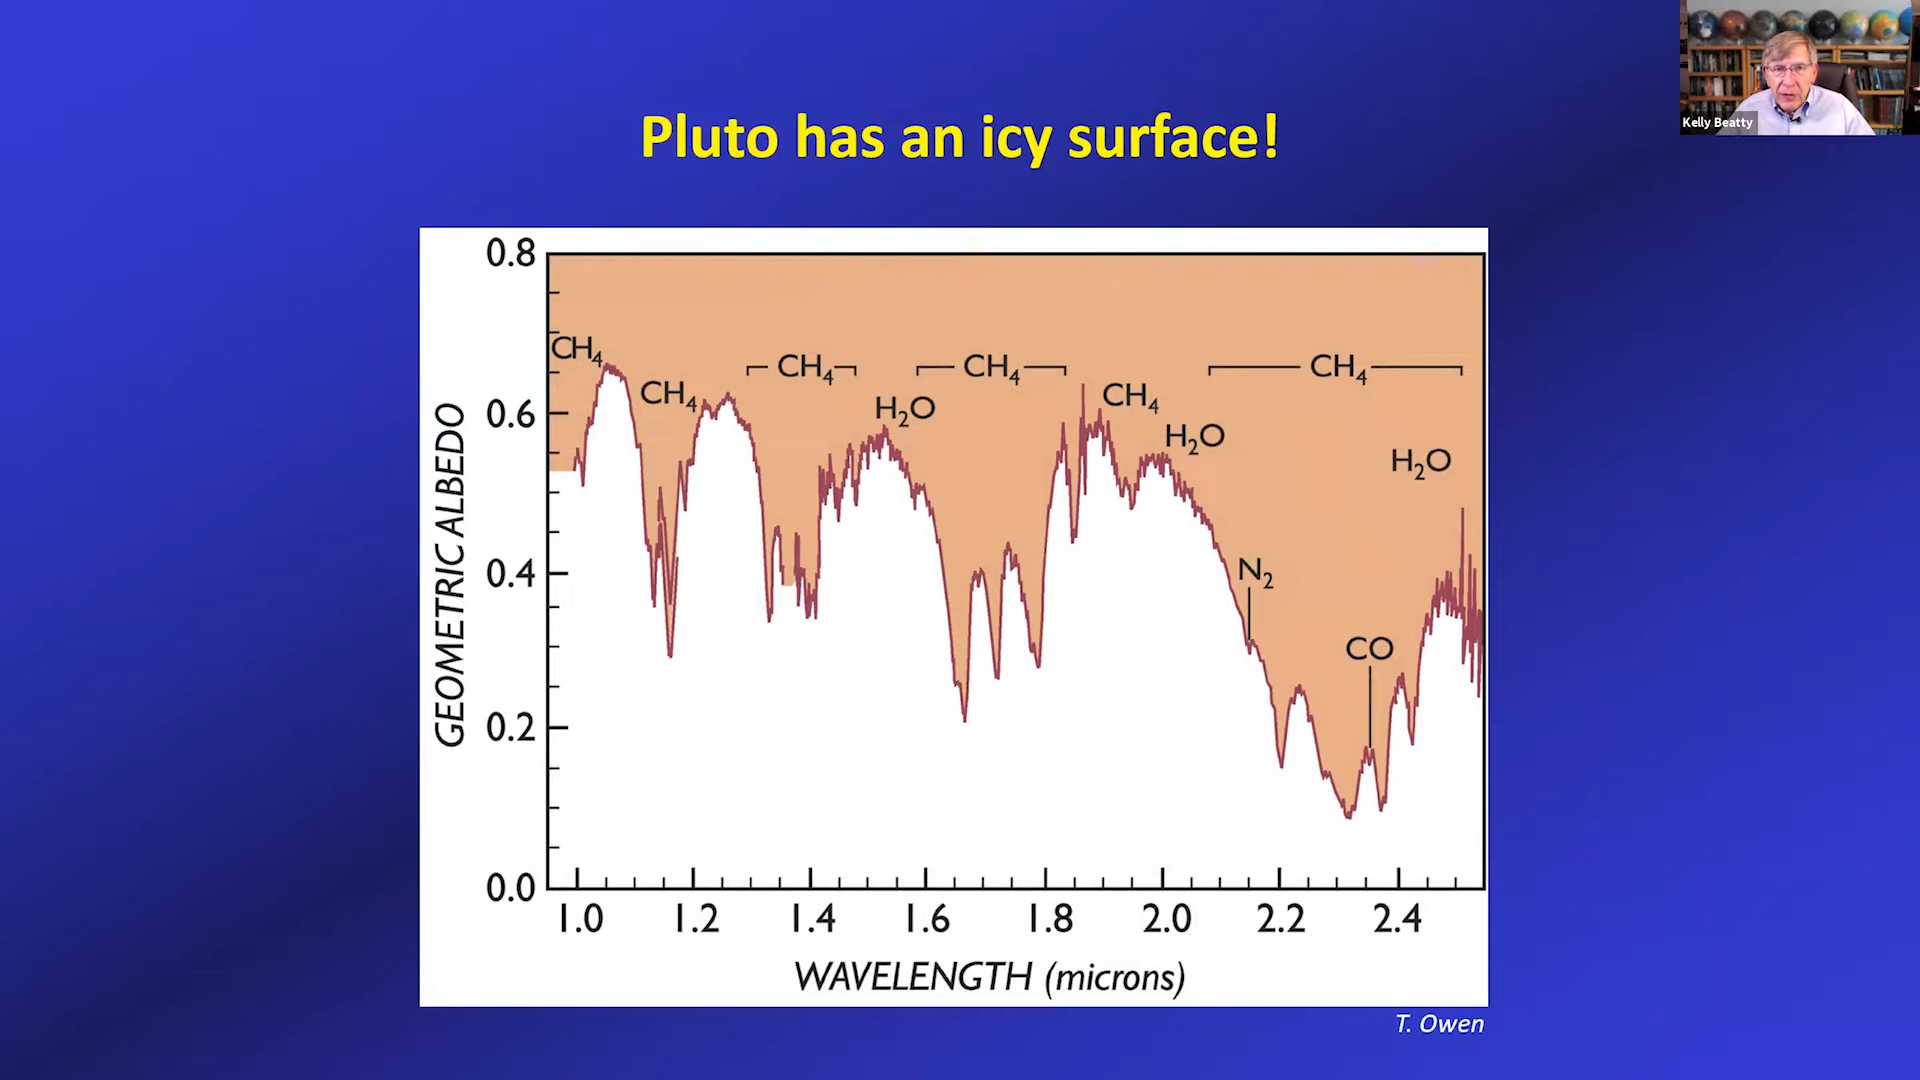 Kelly Beatty
Pluto has an icy surface!
0.8
0.6
0.4
0.2
0.0
GEOMETRIC ALBEDO
CH₄
CH₄
CH₄
H₂O
CH₄
CH₄
H₂O
CH₄
H₂O
N₂
CO
1.0 1.2 1.4 1.6 1.8 2.0 2.2 2.4
WAVELENGTH (microns)
T. Owen